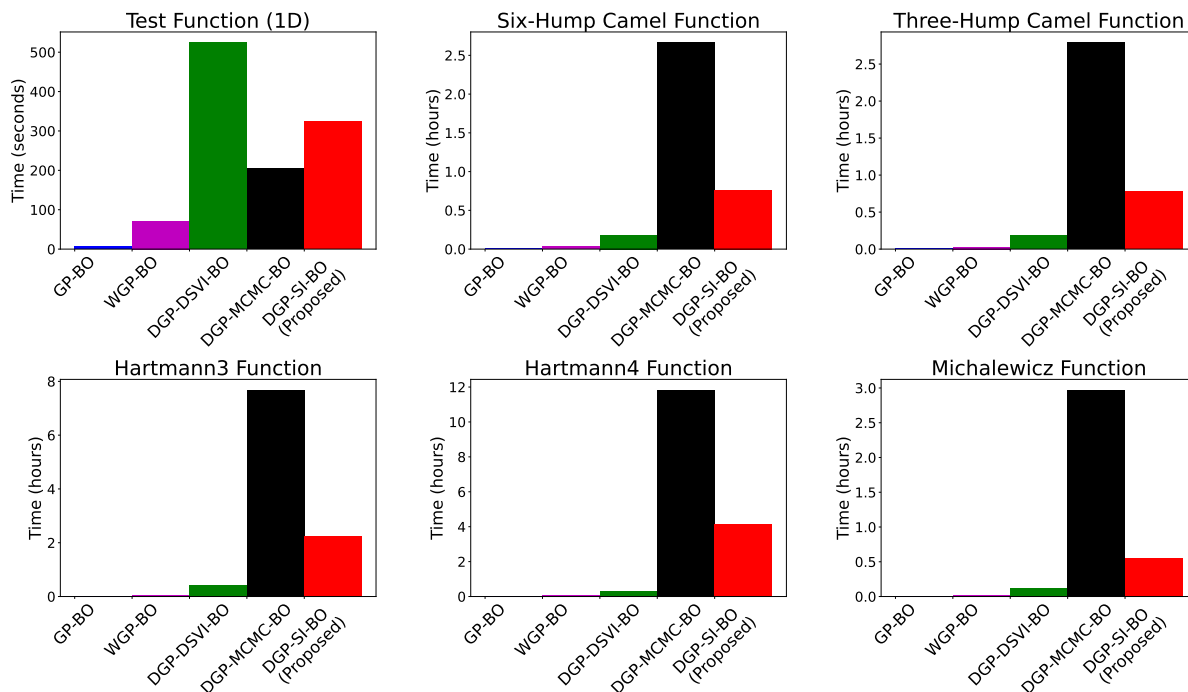 Test Function (1D)
Time (seconds)
500
400
300
200
100
0
GP-BO
WGP-BO
DGP-DSVI-BO
DGP-MCMC-BO
DGP-SI-BO
(Proposed)
Six-Hump Camel Function
Time (hours)
2.5
2.0
1.5
1.0
0.5
0.0
GP-BO
WGP-BO
DGP-DSVI-BO
DGP-MCMC-BO
DGP-SI-BO
(Proposed)
Three-Hump Camel Function
Time (hours)
2.5
2.0
1.5
1.0
0.5
0.0
GP-BO
WGP-BO
DGP-DSVI-BO
DGP-MCMC-BO
DGP-SI-BO
(Proposed)
Hartmann3 Function
Time (hours)
8
6
4
2
0
GP-BO
WGP-BO
DGP-DSVI-BO
DGP-MCMC-BO
DGP-SI-BO
(Proposed)
Hartmann4 Function
Time (hours)
12
10
8
6
4
2
0
GP-BO
WGP-BO
DGP-DSVI-BO
DGP-MCMC-BO
DGP-SI-BO
(Proposed)
Michalewicz Function
Time (hours)
3.0
2.5
2.0
1.5
1.0
0.5
0.0
GP-BO
WGP-BO
DGP-DSVI-BO
DGP-MCMC-BO
DGP-SI-BO
(Proposed)